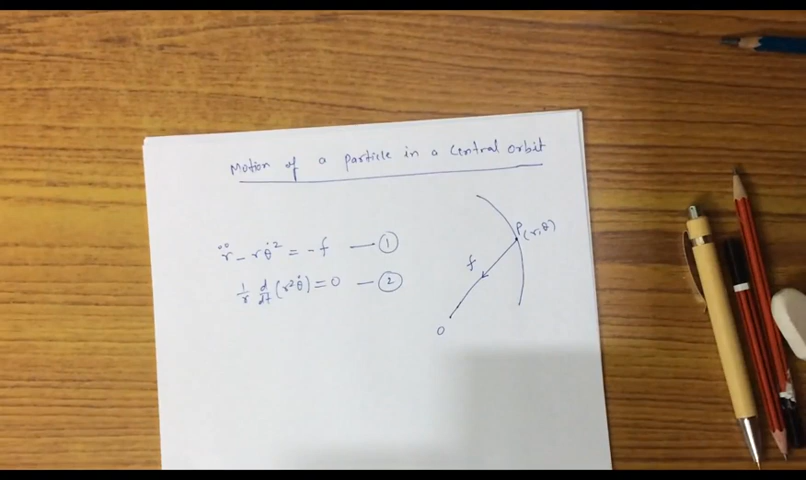 Motion of a particle in a central orbit
r̈ - rθ̇² = -f — ①
1/r d/dt (r²θ̇) = 0 — ②
P(r,θ)
f
O